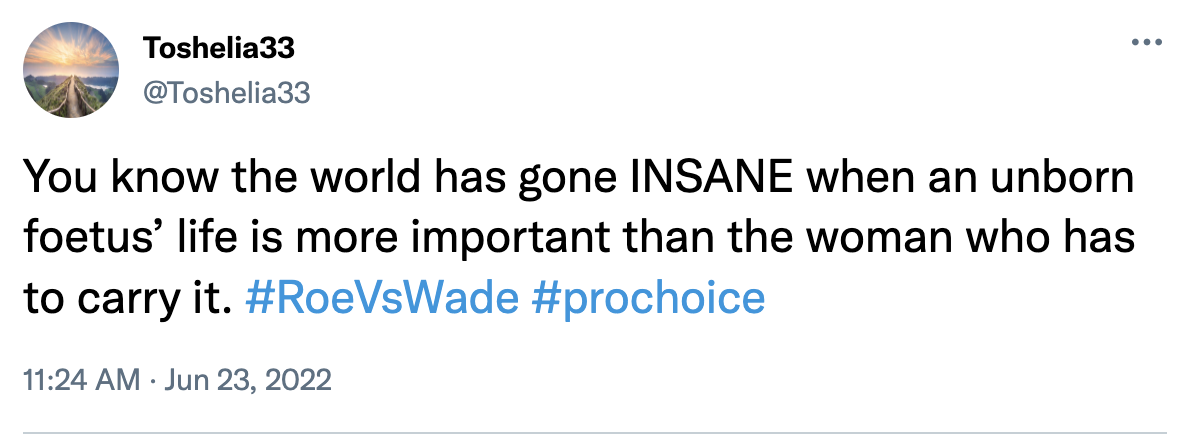 Toshelia33
@Toshelia33
You know the world has gone INSANE when an unborn
foetus’ life is more important than the woman who has
to carry it. #RoeVsWade #prochoice
11:24 AM · Jun 23, 2022